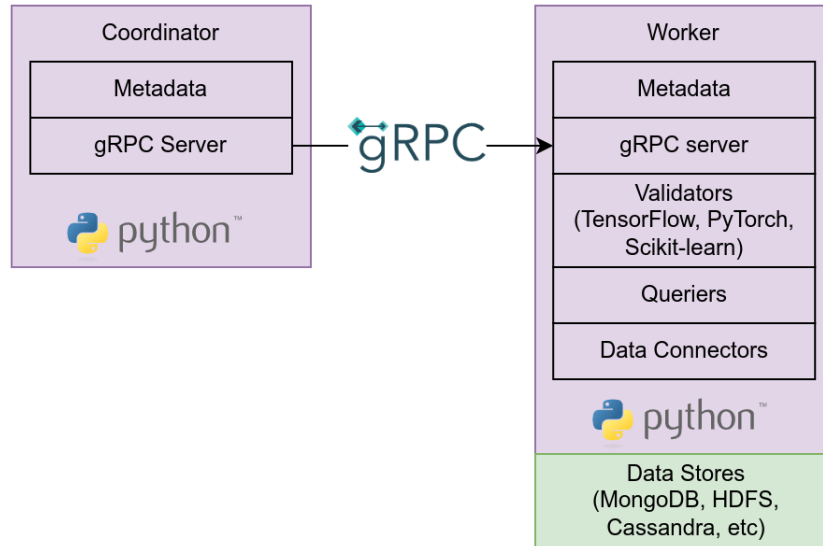 Coordinator
Metadata
gRPC Server
python™
gRPC
Worker
Metadata
gRPC server
Validators
(TensorFlow, PyTorch,
Scikit-learn)
Queriers
Data Connectors
python™
Data Stores
(MongoDB, HDFS,
Cassandra, etc)